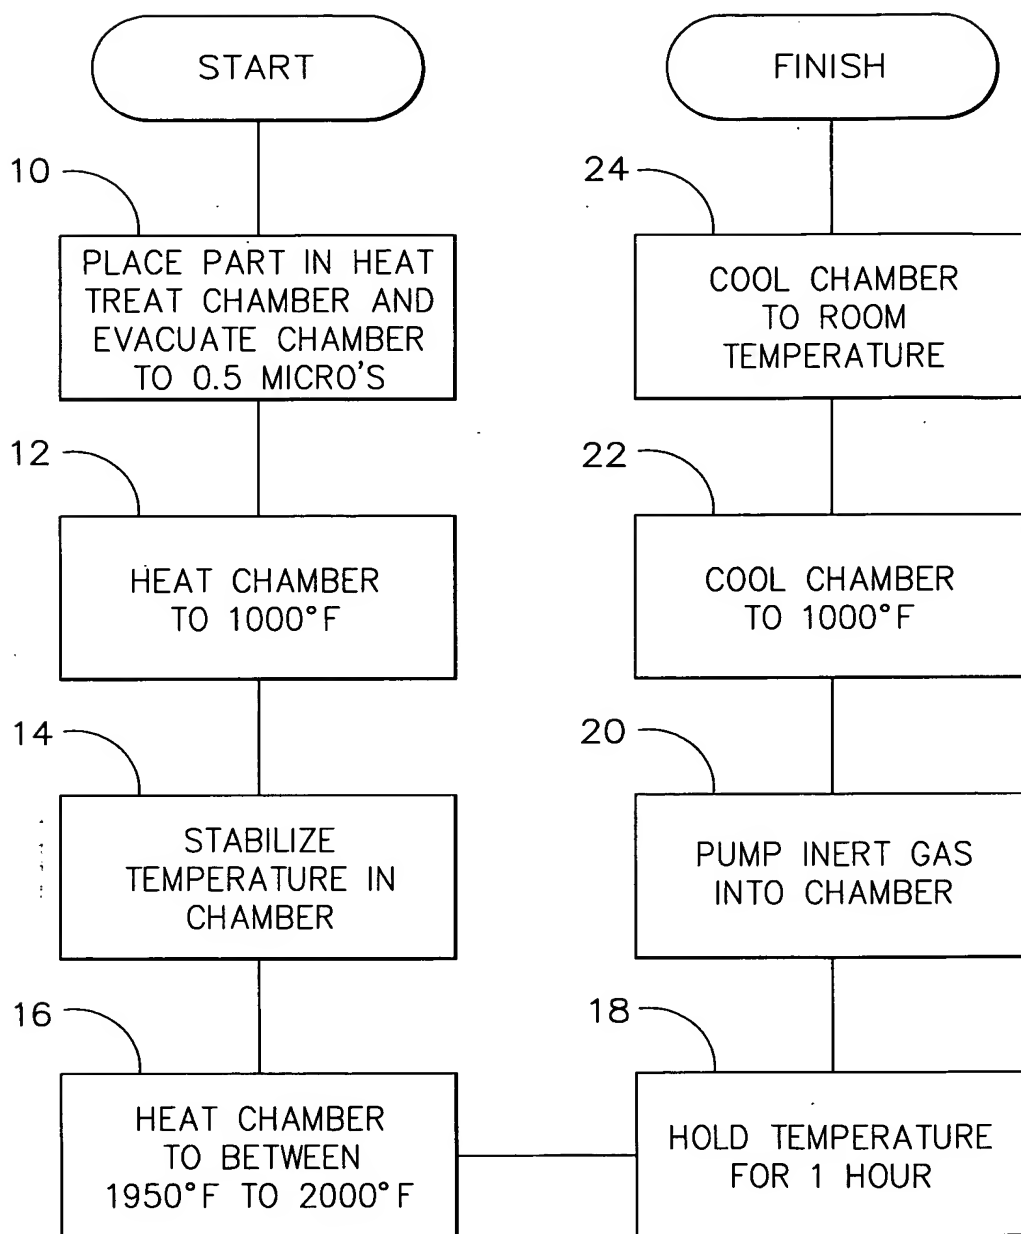 START
10
PLACE PART IN HEAT
TREAT CHAMBER AND
EVACUATE CHAMBER
TO 0.5 MICRO'S
12
HEAT CHAMBER
TO 1000°F
14
STABILIZE
TEMPERATURE IN
CHAMBER
16
HEAT CHAMBER
TO BETWEEN
1950°F TO 2000°F
18
HOLD TEMPERATURE
FOR 1 HOUR
20
PUMP INERT GAS
INTO CHAMBER
22
COOL CHAMBER
TO 1000°F
24
COOL CHAMBER
TO ROOM
TEMPERATURE
FINISH